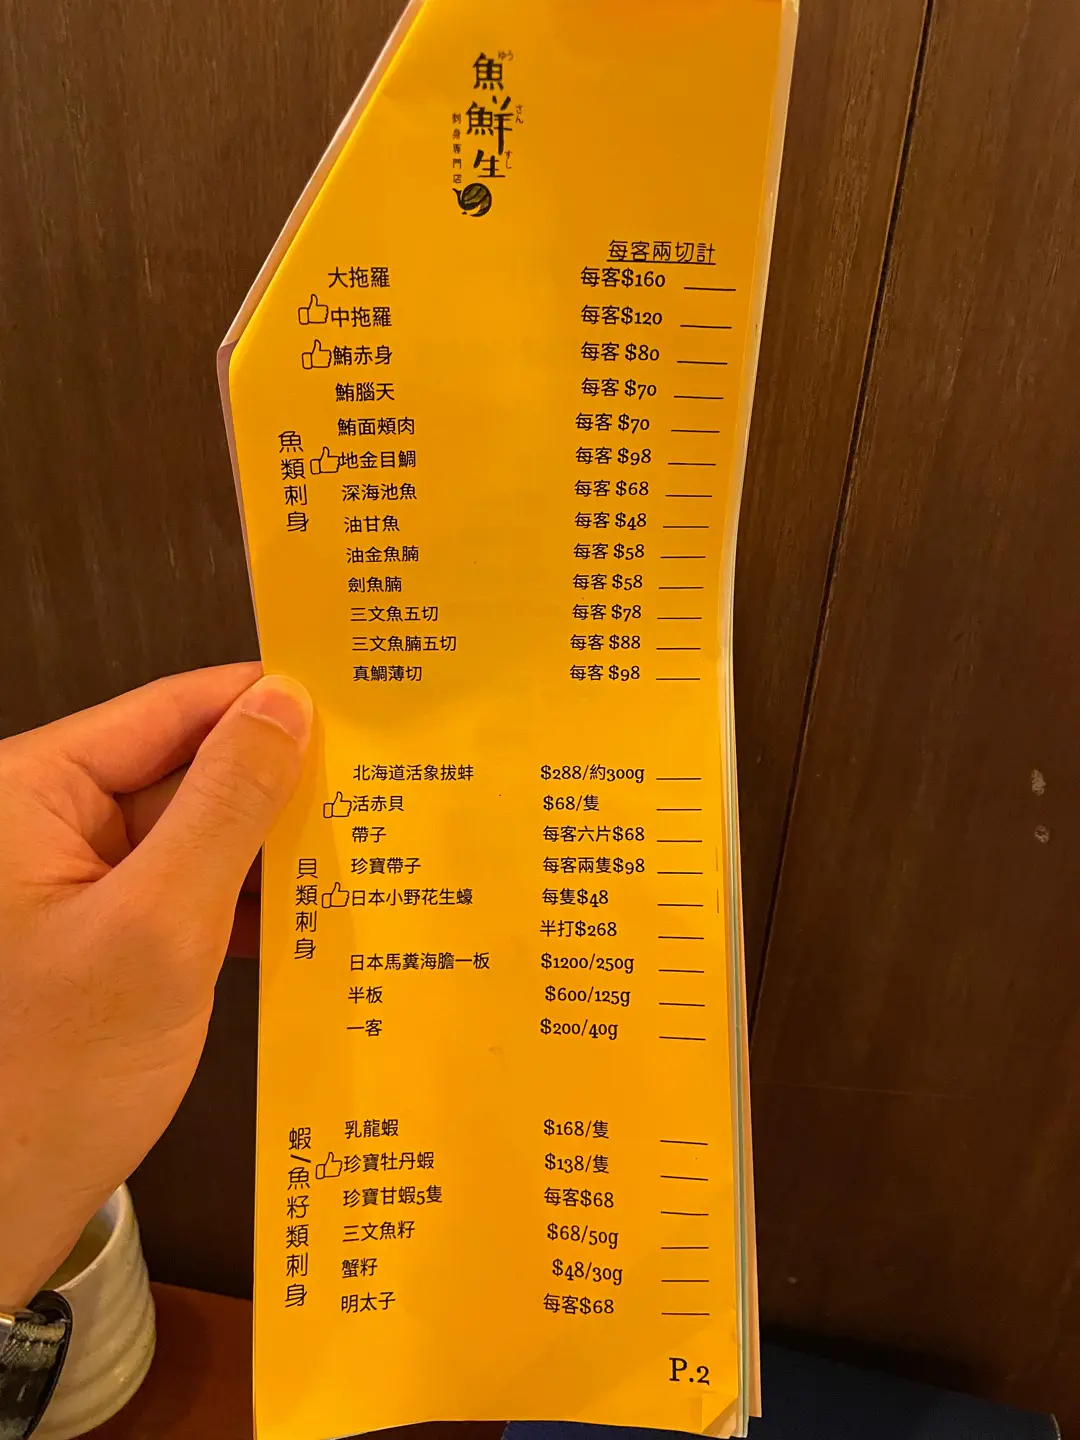 魚鮮生
ゆう
さん
すし
刺身専門店
每客兩切計
魚類刺身
大拖羅 每客$160
中拖羅 每客$120
鮪赤身 每客 $80
鮪腦天 每客 $70
鮪面頰肉 每客 $70
地金目鯛 每客 $98
深海池魚 每客 $68
油甘魚 每客 $48
油金魚腩 每客 $58
劍魚腩 每客 $58
三文魚五切 每客 $78
三文魚腩五切 每客 $88
真鯛薄切 每客 $98
貝類刺身
北海道活象拔蚌 $288/約300g
活赤貝 $68/隻
帶子 每客六片$68
珍寶帶子 每客兩隻$98
日本小野花生蠔 每隻$48
半打$268
日本馬糞海膽一板 $1200/250g
半板 $600/125g
一客 $200/40g
蝦/魚籽類刺身
乳龍蝦 $168/隻
珍寶牡丹蝦 $138/隻
珍寶甘蝦5隻 每客$68
三文魚籽 $68/50g
蟹籽 $48/30g
明太子 每客$68
P.2